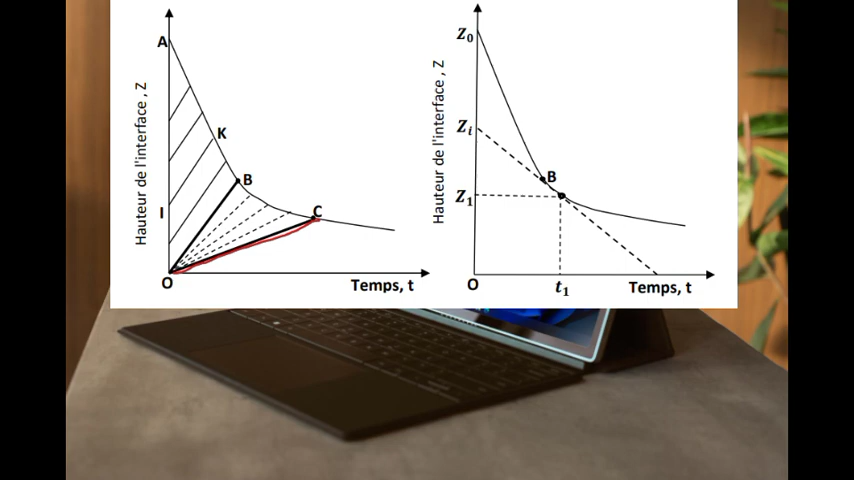 A
Hauteur de l'interface , Z
K
B
I
C
O
Temps, t
Z₀
Hauteur de l'interface , Z
Zᵢ
B
Z₁
O
t₁
Temps, t